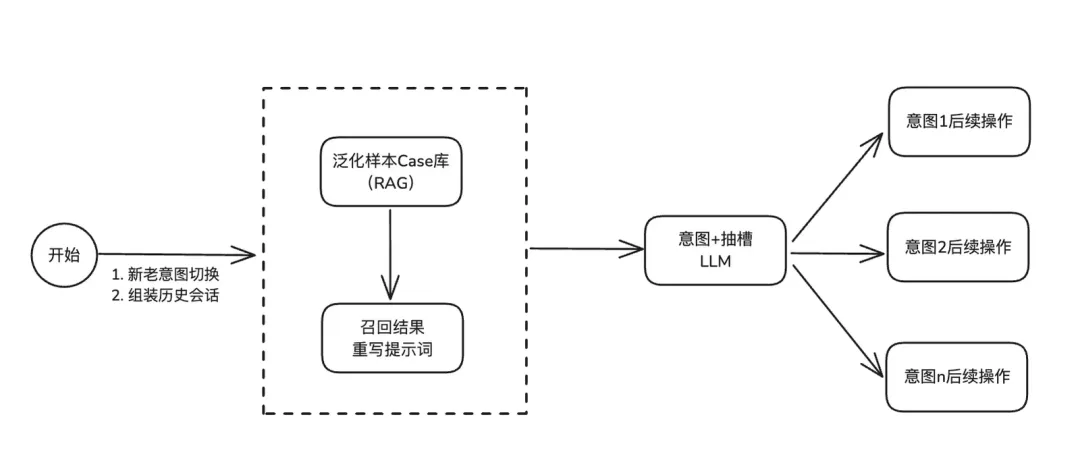 开始
1. 新老意图切换
2. 组装历史会话
泛化样本Case库
（RAG）
召回结果
重写提示词
意图+抽槽
LLM
意图1后续操作
意图2后续操作
意图n后续操作